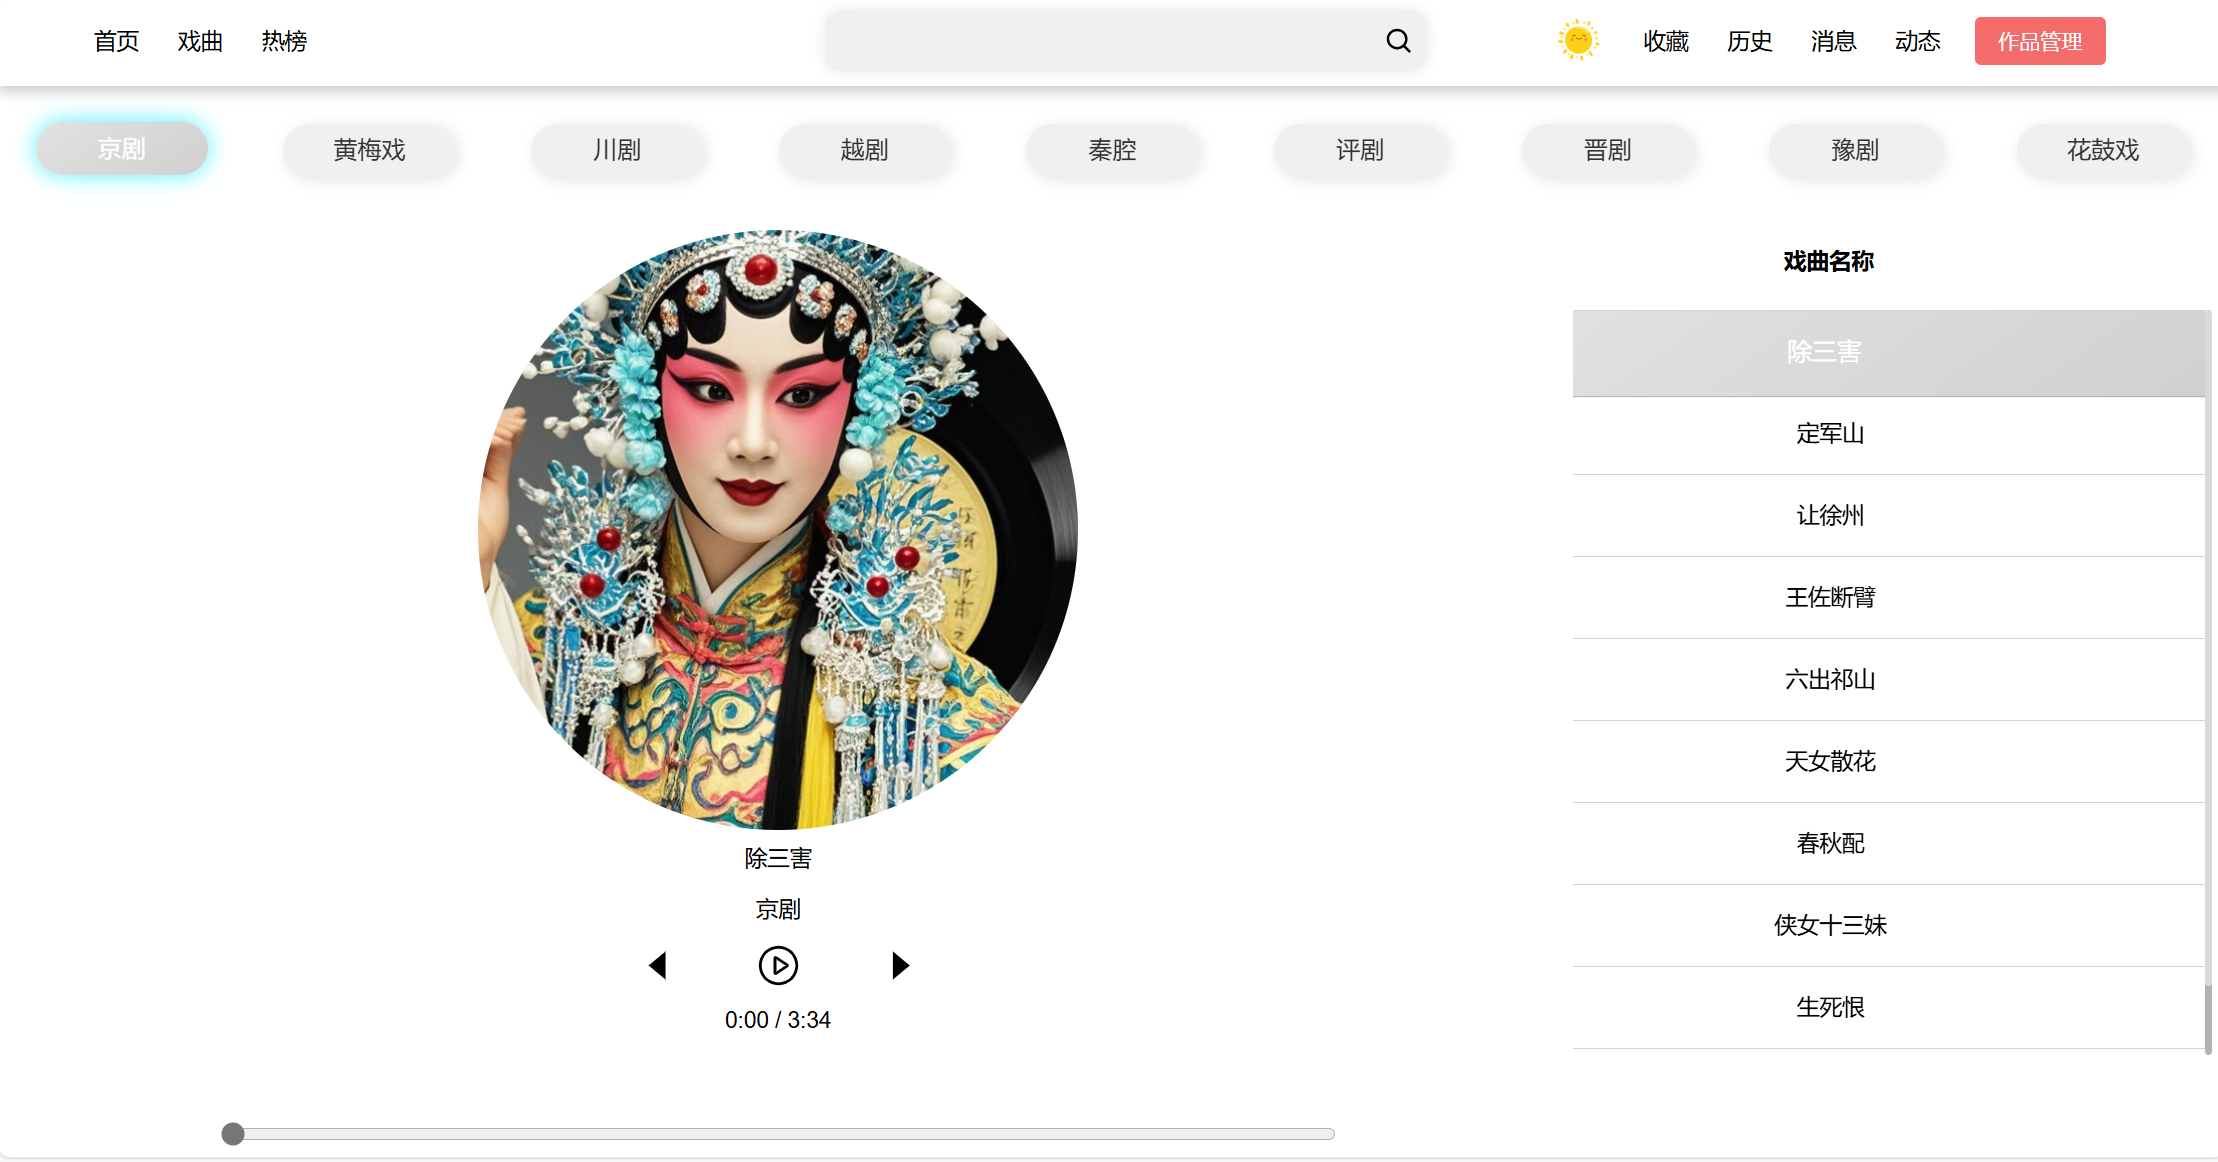 首页 戏曲 热榜 收藏 历史 消息 动态 作品管理
京剧 黄梅戏 川剧 越剧 秦腔 评剧 晋剧 豫剧 花鼓戏
戏曲名称
除三害
定军山
让徐州
王佐断臂
六出祁山
天女散花
春秋配
侠女十三妹
生死恨
除三害
京剧
0:00 / 3:34